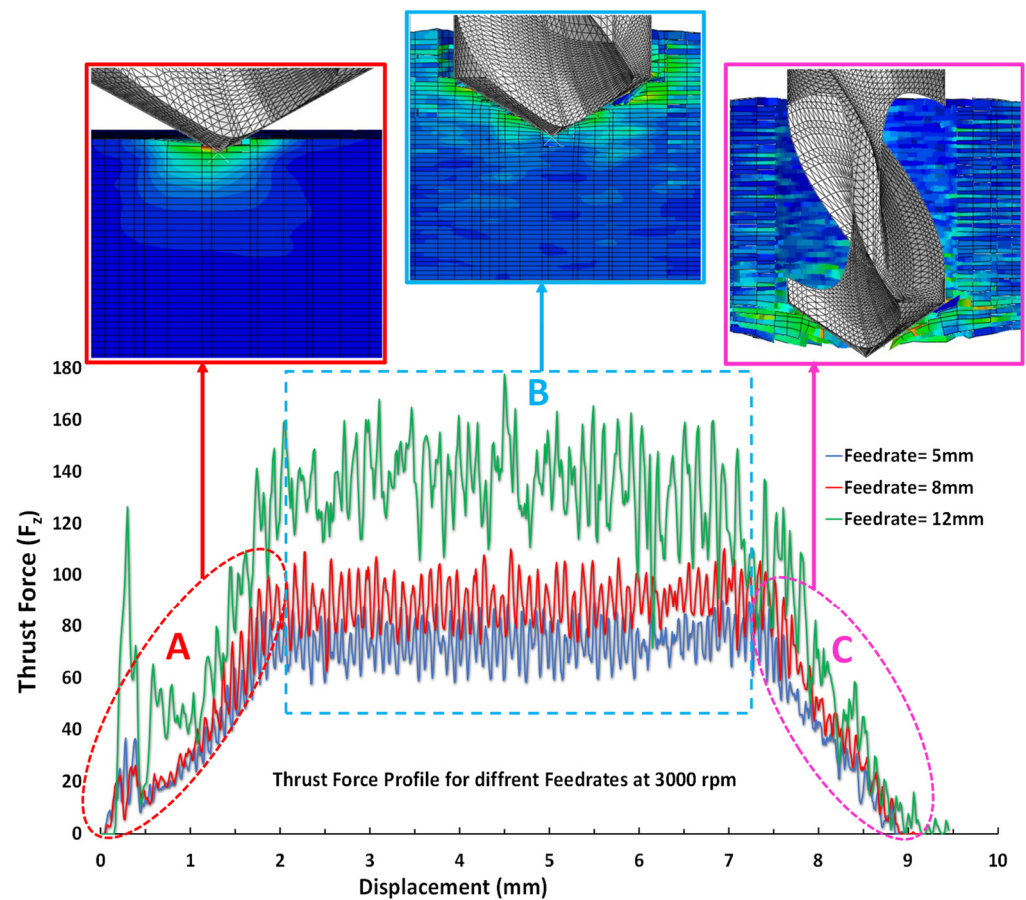 180
160
140
120
100
80
60
40
20
0
Thrust Force (Fz)
A
B
C
Feedrate= 5mm
Feedrate= 8mm
Feedrate= 12mm
Thrust Force Profile for diffrent Feedrates at 3000 rpm
0 1 2 3 4 5 6 7 8 9 10
Displacement (mm)